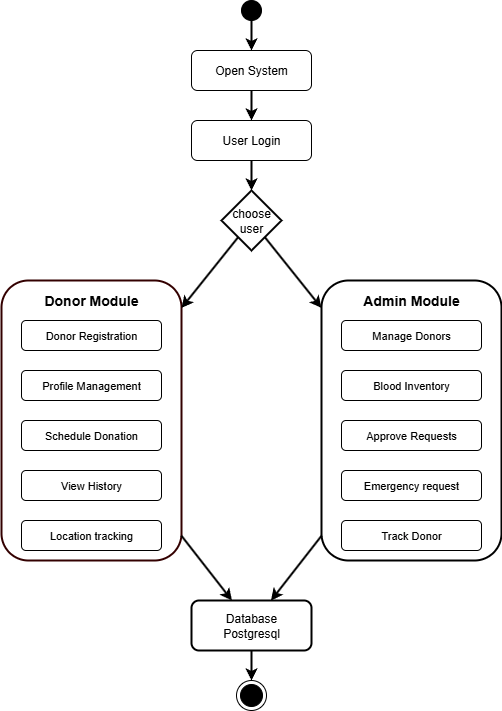 Open System
User Login
choose
user
Donor Module
Donor Registration
Profile Management
Schedule Donation
View History
Location tracking
Admin Module
Manage Donors
Blood Inventory
Approve Requests
Emergency request
Track Donor
Database
Postgresql